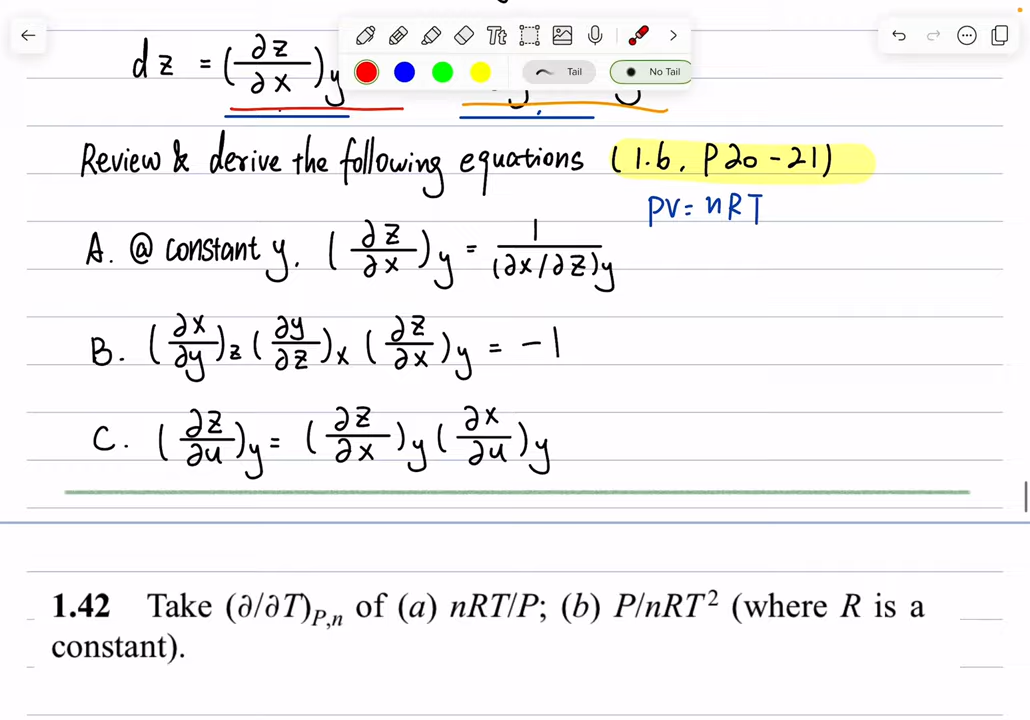 Tt
Tail
No Tail
dz = (∂z/∂x)y
Review & derive the following equations (1.6, P20-21)
PV = nRT
A. @ constant y. (∂z/∂x)y = 1/(∂x/∂z)y
B. (∂x/∂y)z (∂y/∂z)x (∂z/∂x)y = -1
C. (∂z/∂u)y = (∂z/∂x)y (∂x/∂u)y
1.42 Take (∂/∂T)P,n of (a) nRT/P; (b) P/nRT² (where R is a
constant).